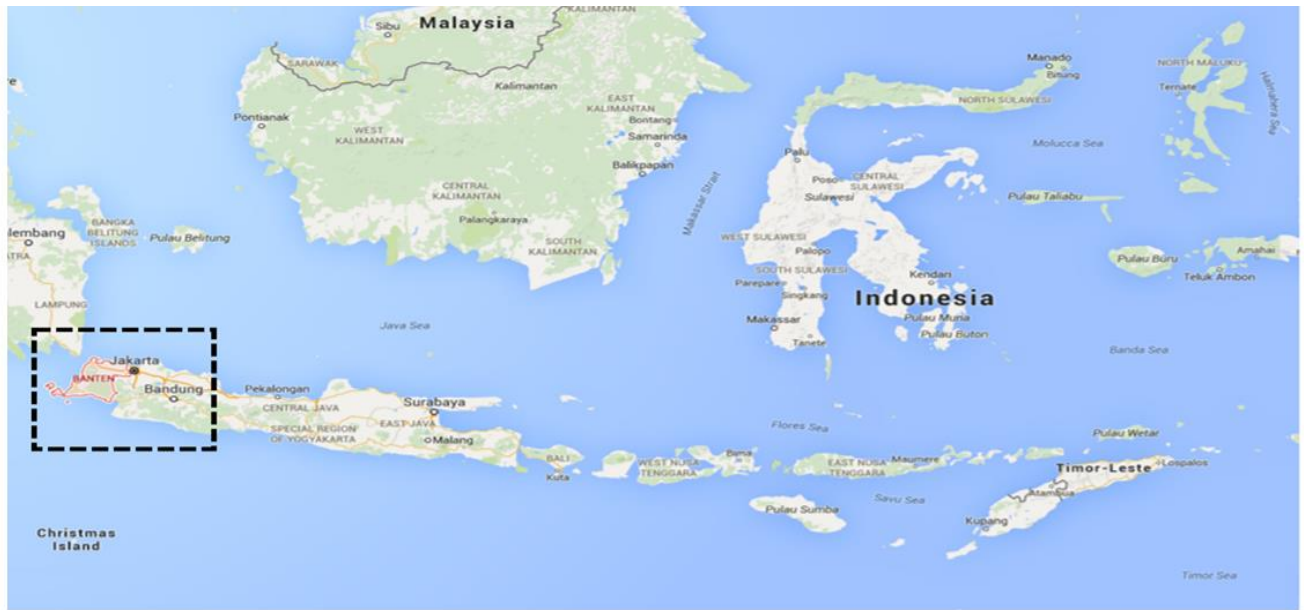 KALIMANTAN
Sibu
Malaysia
SARAWAK
Kalimantan
Manado
Bitung
NORTH MALUKU
Ternate
Halmahera Sea
NORTH SULAWESI
Pontianak
WEST
KALIMANTAN
EAST
KALIMANTAN
Bontang
Samarinda
Balikpapan
Molucca Sea
Palu
Poso
CENTRAL
SULAWESI
Sulawesi
CENTRAL
KALIMANTAN
Palangkaraya
Makassar Strait
Pulau Taliabu
BANGKA
BELITUNG
ISLANDS
Pulau Belitung
lembang
TRA
SOUTH
KALIMANTAN
WEST SULAWESI
Palopo
SOUTH SULAWESI
Parepare
Singkang
Kendari
Pulau Buru
Amahai
Teluk Ambon
LAMPUNG
Indonesia
Pulau Muna
Pulau Buton
Makassar
Tanete
Java Sea
Banda Sea
Jakarta
BANTEN
Bandung
Pekalongan
CENTRAL JAVA
Surabaya
SPECIAL REGION
OF YOGYAKARTA
EAST JAVA
Malang
Flores Sea
Pulau Wetar
BALI
Kuta
WEST NUSA
TENGGARA
Bima
EAST NUSA
TENGGARA
Maumere
Timor-Leste
Lospalos
Atambua
Savu Sea
Pulau Sumba
Kupang
Christmas
Island
Timor Sea